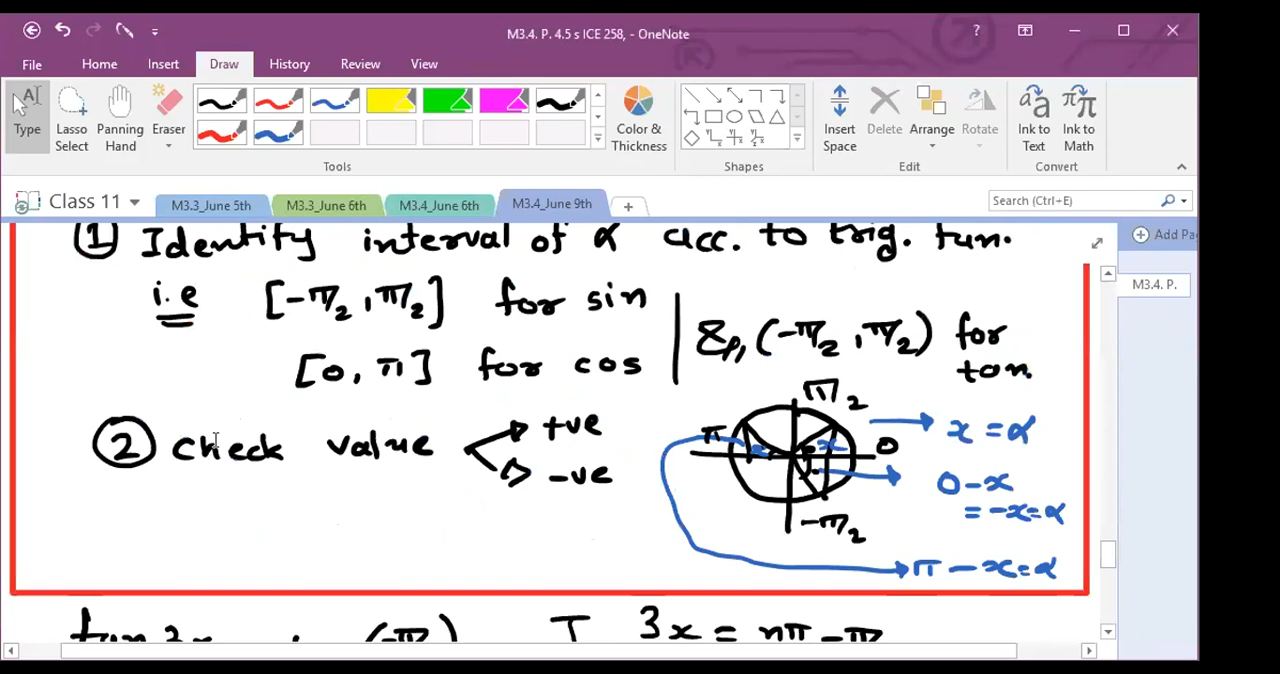 M3.4. P. 4.5 s ICE 258, - OneNote
File Home Insert Draw History Review View
Type
Lasso Select
Panning Hand
Eraser
Color & Thickness
Insert Space
Delete
Arrange
Rotate
Ink to Text
Ink to Math
Tools Shapes Edit Convert
Class 11 M3.3_June 5th M3.3_June 6th M3.4_June 6th M3.4_June 9th Search (Ctrl+E)
Add Pa
M3.4. P.
① Identify interval of α acc. to trig. fun.
i.e [-π/2, π/2] for sin
(-π/2, π/2) for tan
[0, π] for cos
② Check value +ve
-ve
π/2
π x x 0
-π/2
x = α
0 - x
= -x = α
π - x = α
3x = nπ - π